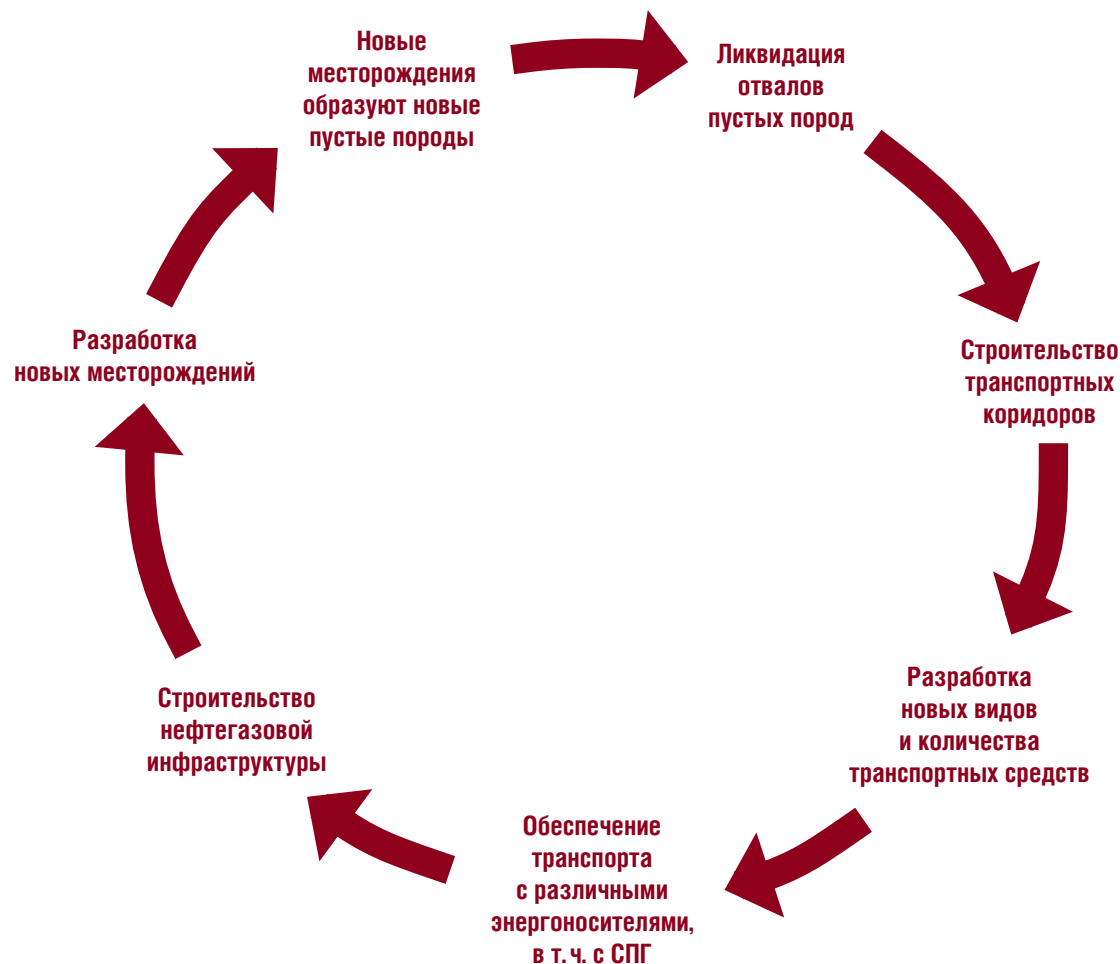 Новые
месторождения
образуют новые
пустые породы
Ликвидация
отвалов
пустых пород
Строительство
транспортных
коридоров
Разработка
новых видов
и количества
транспортных средств
Обеспечение
транспорта
с различными
энергоносителями,
в т. ч. с СПГ
Строительство
нефтегазовой
инфраструктуры
Разработка
новых месторождений